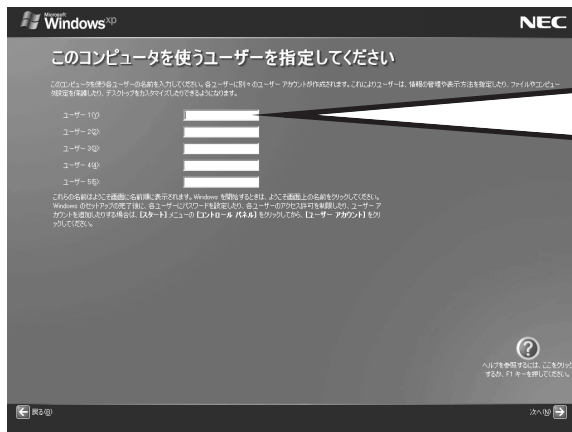 Microsoft
Windows xp
NEC
このコンピュータを使うユーザーを指定してください
このコンピュータを使う各ユーザーの名前を入力してください。各ユーザーに別々のユーザー アカウントが作成されます。これによりユーザーは、情報の管理や表示方法を指定したり、ファイルやコンピュー
タ設定を保護したり、デスクトップをカスタマイズしたりできるようになります。
ユーザー 1(Y):
ユーザー 2(2):
ユーザー 3(3):
ユーザー 4(4):
ユーザー 5(5):
これらの名前はようこそ画面に名前順に表示されます。Windows を開始するときは、ようこそ画面上の名前をクリックしてください。
Windows のセットアップの完了後に、各ユーザーにパスワードを設定したり、各ユーザーのアクセス許可を制限したり、ユーザー ア
カウントを追加したりする場合は、[スタート] メニューの [コントロール パネル] をクリックしてから、[ユーザー アカウント] をクリ
ックしてください。
?
ヘルプを参照するには、ここをクリック
するか、F1 キーを押してください。
戻る(B)
次へ(N)